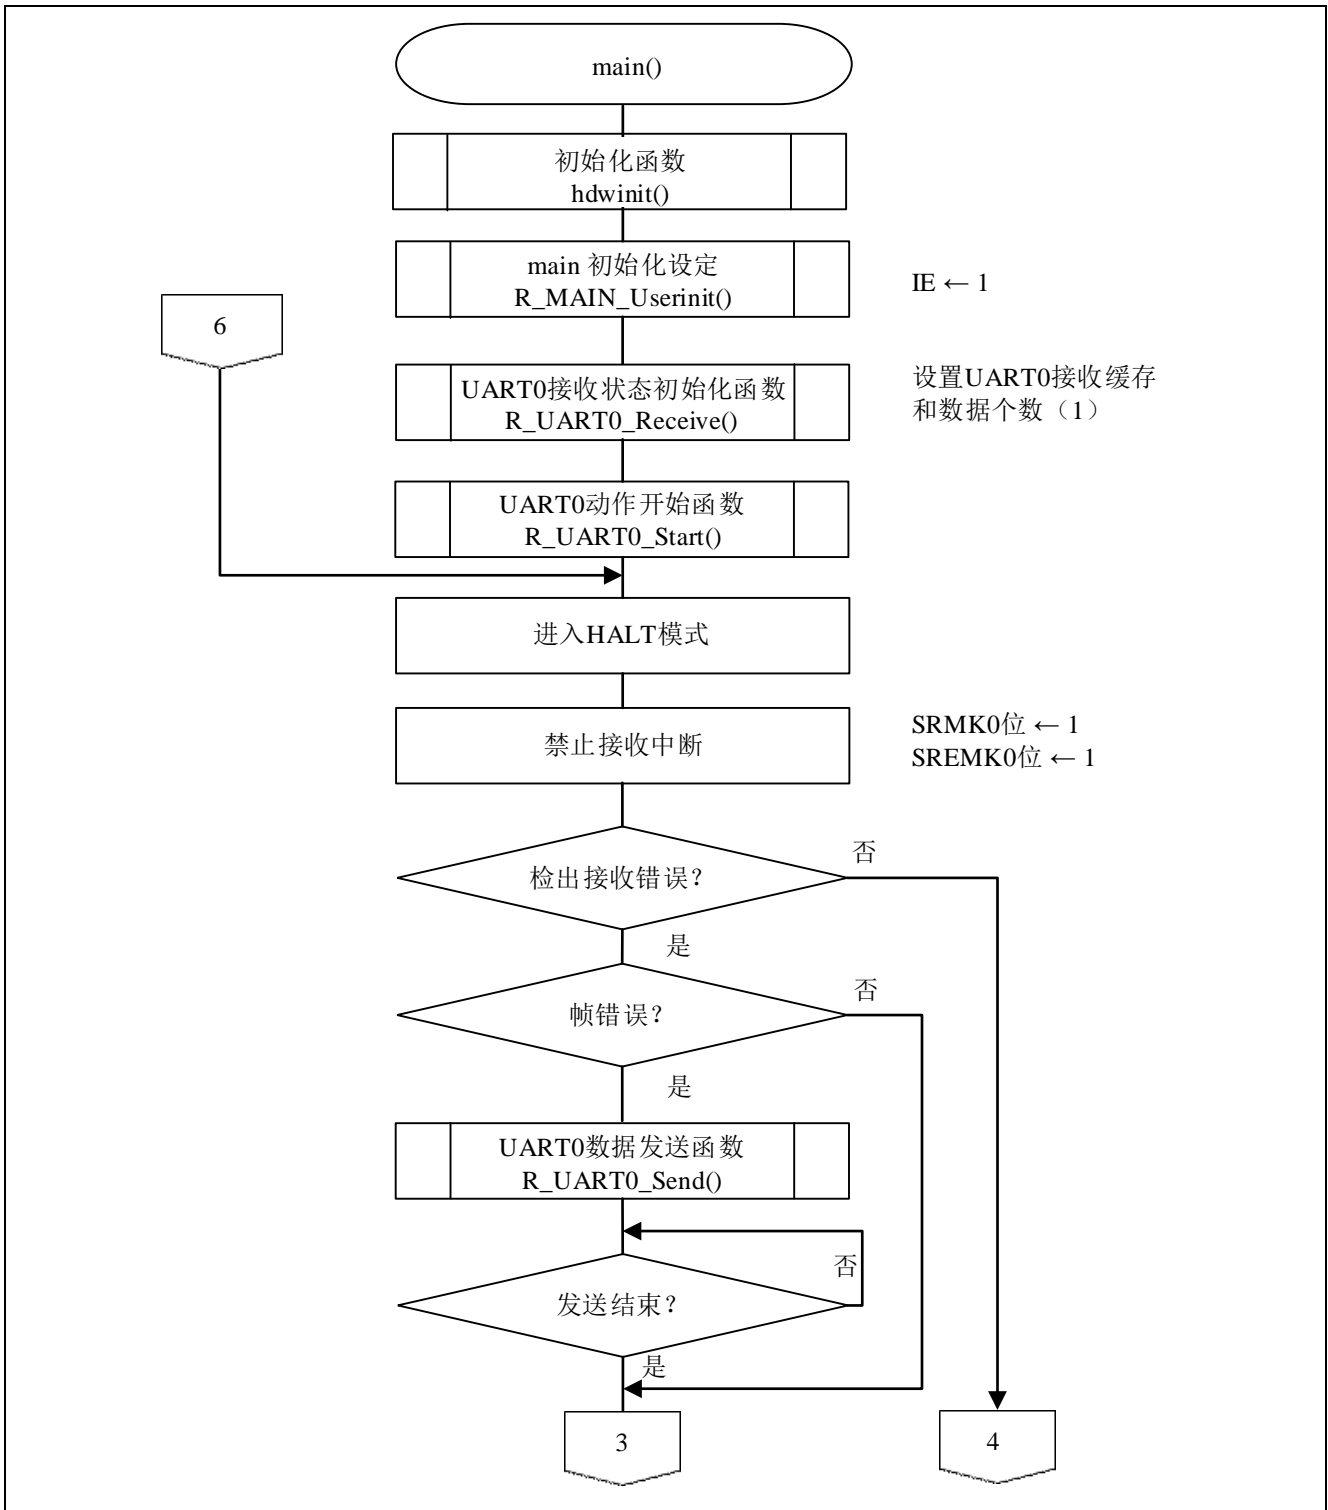 main()
初始化函数
hdwinit()
main 初始化设定
R_MAIN_Userinit()
IE ← 1
6
UART0接收状态初始化函数
R_UART0_Receive()
设置UART0接收缓存
和数据个数（1）
UART0动作开始函数
R_UART0_Start()
进入HALT模式
禁止接收中断
SRMK0位 ← 1
SREMK0位 ← 1
检出接收错误？
否
是
帧错误？
否
是
UART0数据发送函数
R_UART0_Send()
否
发送结束？
是
3
4